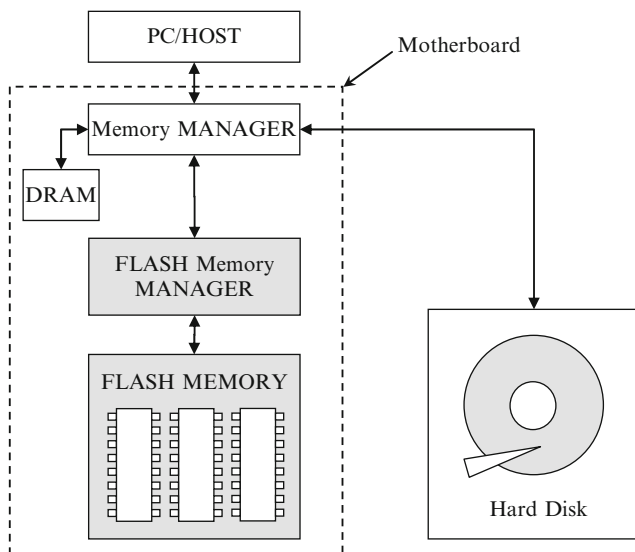 PC/HOST
Motherboard
Memory MANAGER
DRAM
FLASH Memory
MANAGER
FLASH MEMORY
Hard Disk